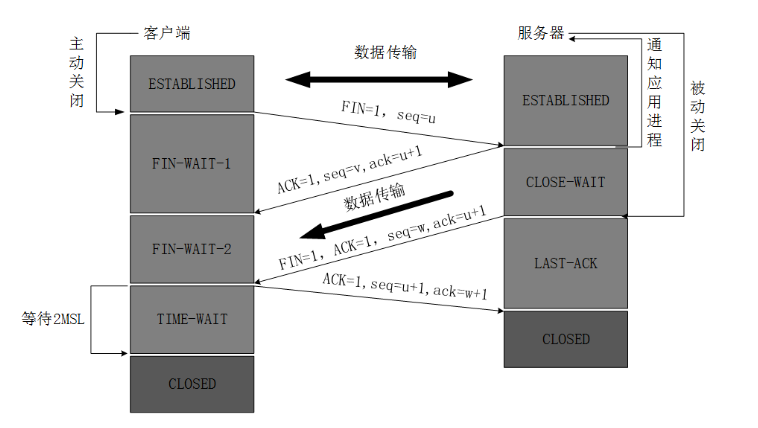 客户端
服务器
主动关闭
数据传输
通知应用进程
被动关闭
ESTABLISHED
ESTABLISHED
FIN=1, seq=u
FIN-WAIT-1
ACK=1,seq=v,ack=u+1
CLOSE-WAIT
数据传输
FIN-WAIT-2
FIN=1, ACK=1, seq=w,ack=u+1
LAST-ACK
ACK=1,seq=u+1,ack=w+1
等待2MSL
TIME-WAIT
CLOSED
CLOSED